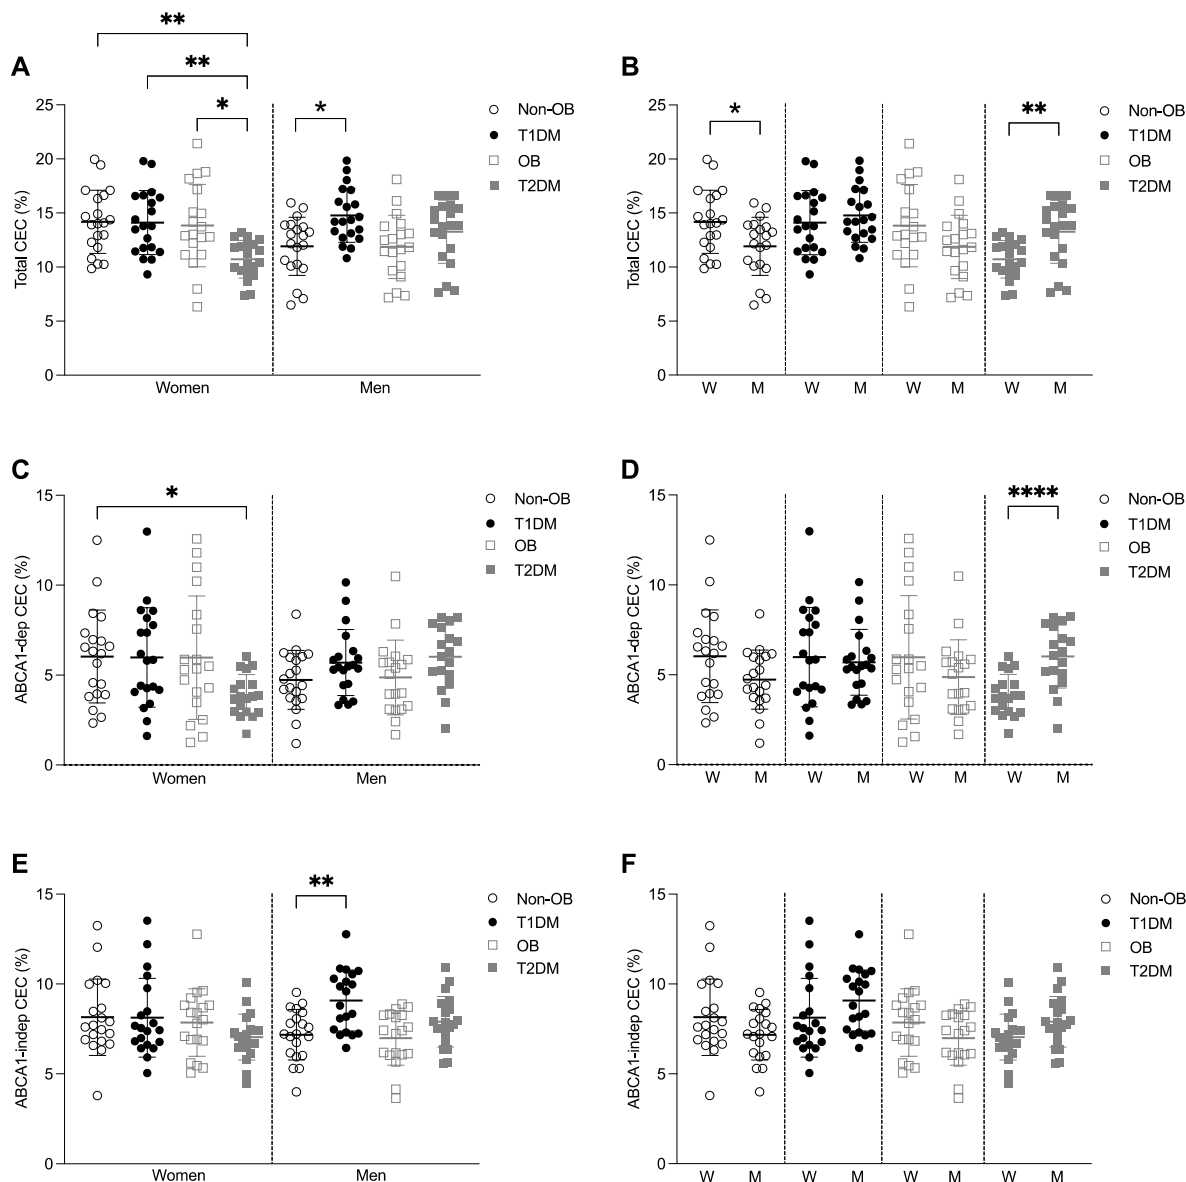 **
**
A
*
*
25
20
15
10
5
0
Total CEC (%)
Women
Men
Non-OB
T1DM
OB
T2DM
B
*
**
25
20
15
10
5
0
Total CEC (%)
W M W M W M W M
Non-OB
T1DM
OB
T2DM
C
*
15
10
5
0
ABCA1-dep CEC (%)
Women
Men
Non-OB
T1DM
OB
T2DM
D
****
15
10
5
0
ABCA1-dep CEC (%)
W M W M W M W M
Non-OB
T1DM
OB
T2DM
E
**
15
10
5
0
ABCA1-indep CEC (%)
Women
Men
Non-OB
T1DM
OB
T2DM
F
15
10
5
0
ABCA1-indep CEC (%)
W M W M W M W M
Non-OB
T1DM
OB
T2DM